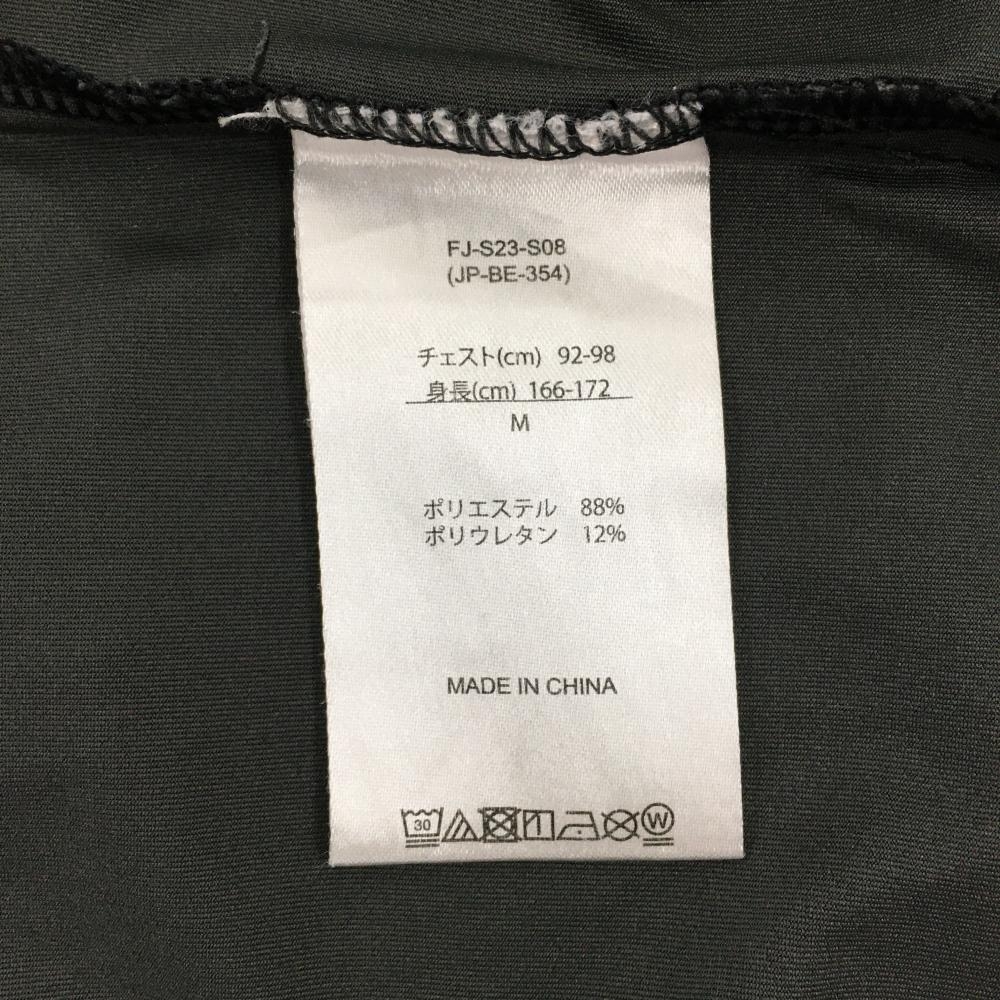 FJ-S23-S08
(JP-BE-354)
チェスト(cm) 92-98
身長(cm) 166-172
M
ポリエステル 88%
ポリウレタン 12%
MADE IN CHINA
30
W